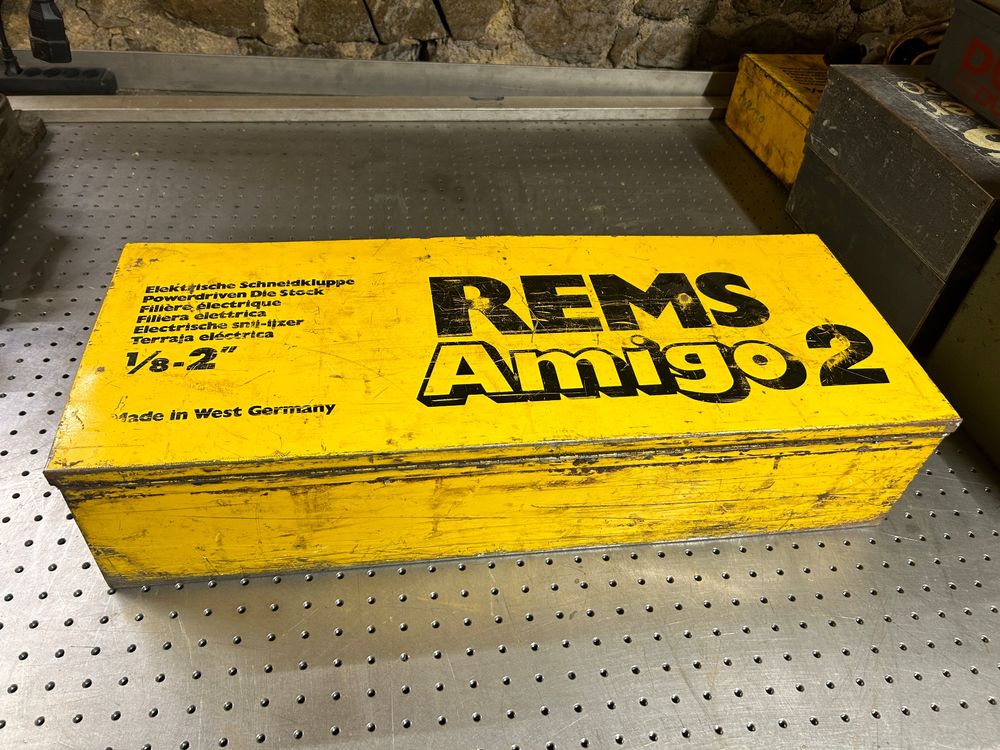 Elektrische Schneidkluppe
Powerdriven Die Stock
Filière électrique
Filiera elettrica
Electrische snij-ijzer
Terraja eléctrica
1/8-2"
Made in West Germany
REMS
Amigo 2